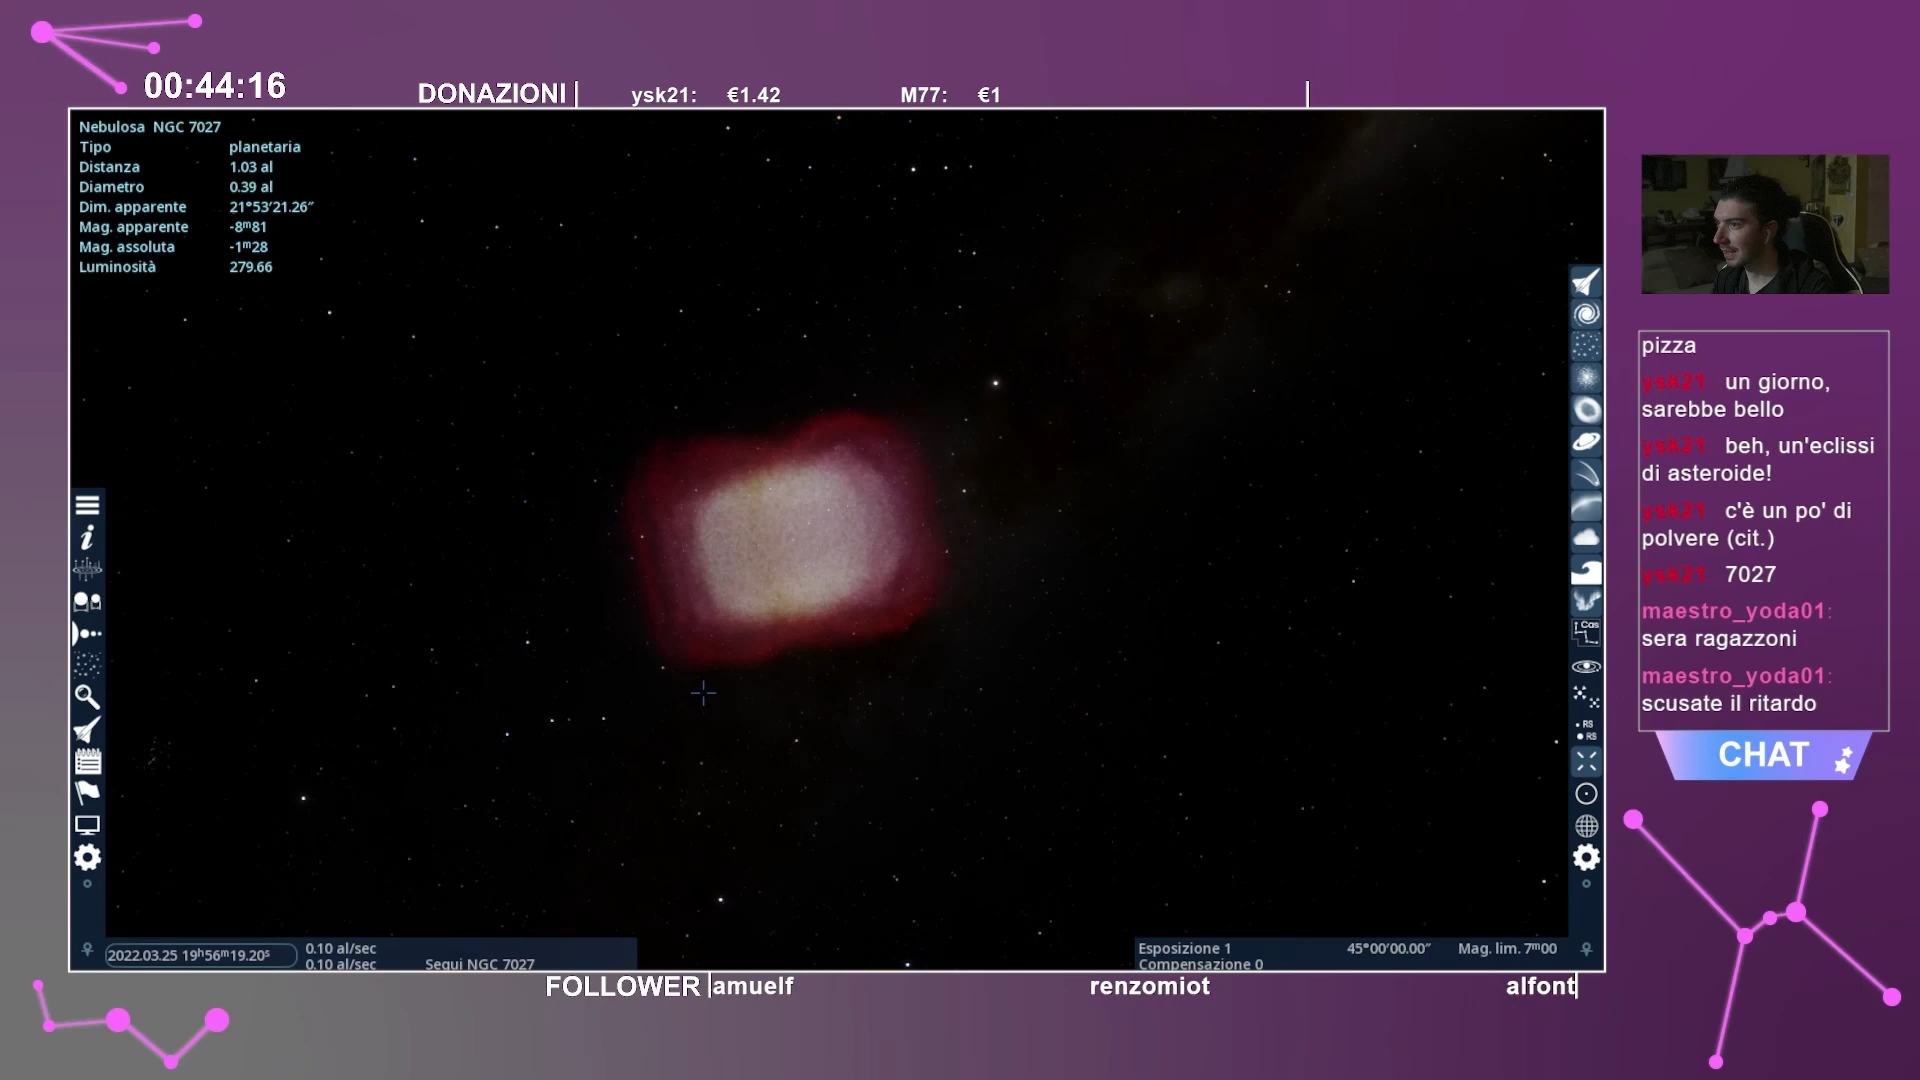 00:44:16
DONAZIONI
ysk21: €1.42
M77: €1
Nebulosa NGC 7027
Tipo planetaria
Distanza 1.03 al
Diametro 0.39 al
Dim. apparente 21°53′21.26″
Mag. apparente -8ᵐ81
Mag. assoluta -1ᵐ28
Luminosità 279.66
Cas
RS
RS
2022.03.25 19ʰ56ᵐ19.20ˢ
0.10 al/sec
0.10 al/sec
Segui NGC 7027
Esposizione 1
45°00′00.00″
Mag. lim. 7ᵐ00
Compensazione 0
pizza
ysk21: un giorno,
sarebbe bello
ysk21: beh, un'eclissi
di asteroide!
ysk21: c'è un po' di
polvere (cit.)
ysk21: 7027
maestro_yoda01:
sera ragazzoni
maestro_yoda01:
scusate il ritardo
CHAT
FOLLOWER
amuelf
renzomiot
alfont